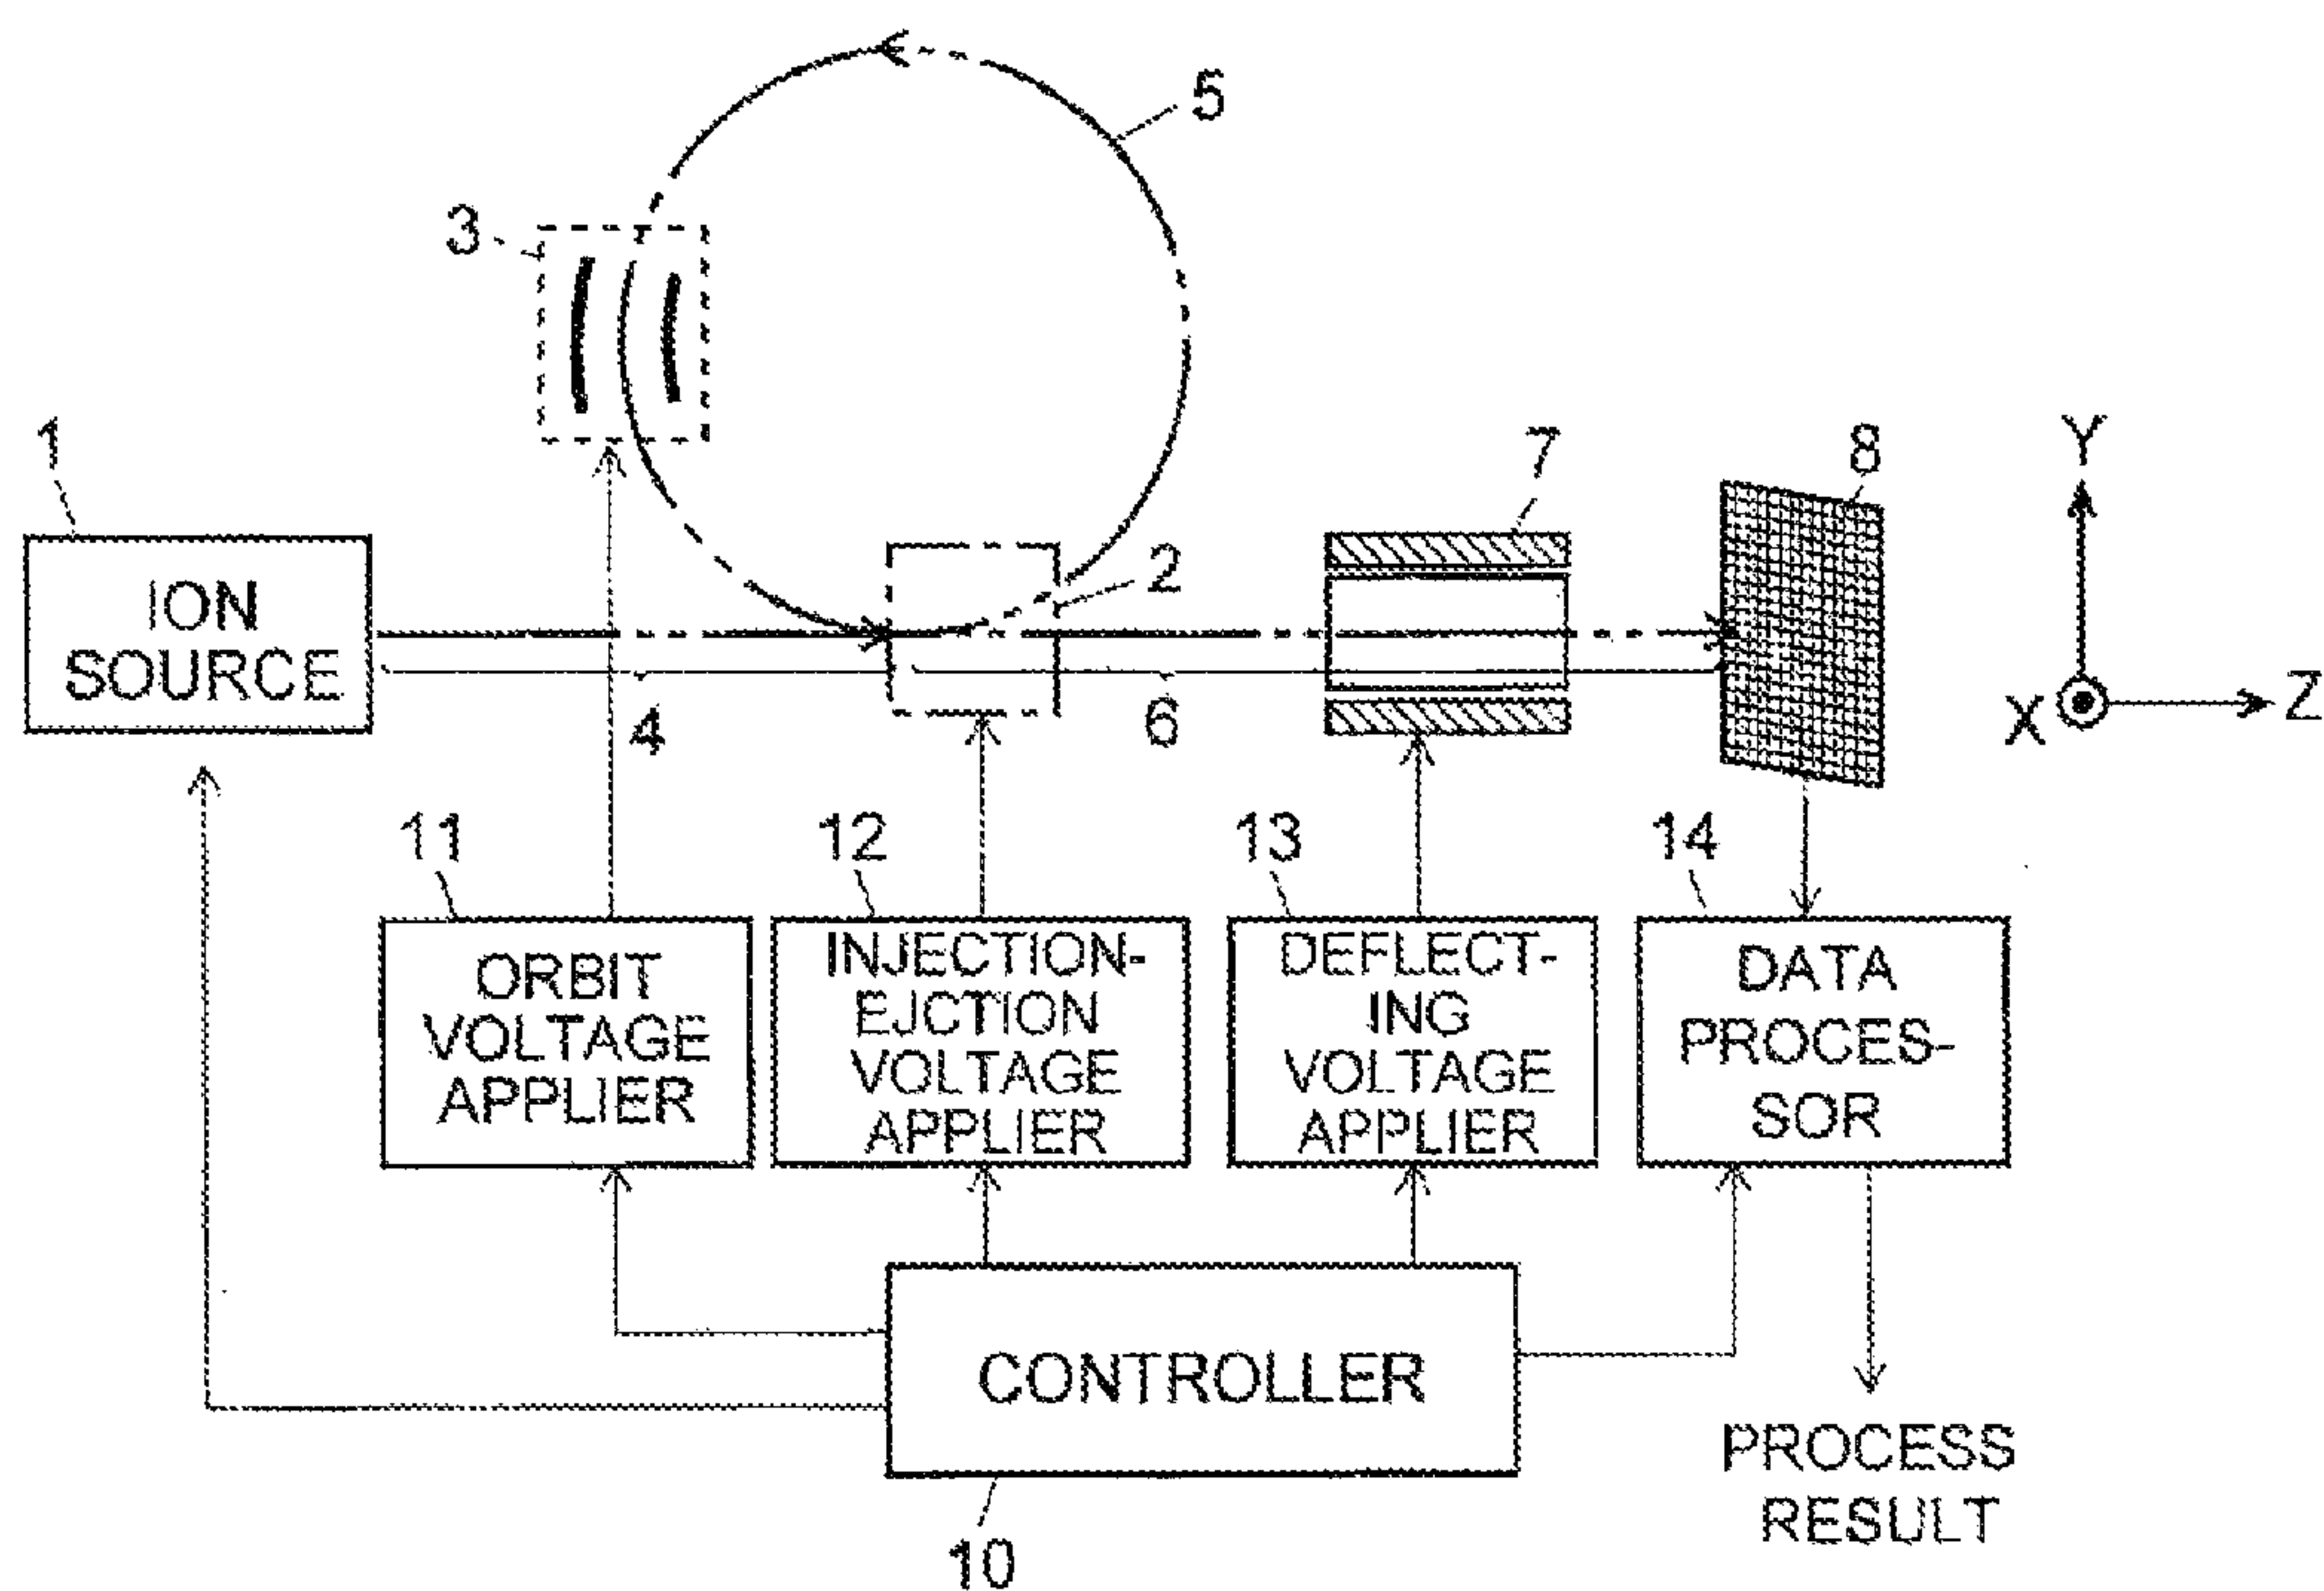 5
3
1
7
8
Y
2
ION
SOURCE
4
6
X
Z
11
12
13
14
ORBIT
VOLTAGE
APPLIER
INJECTION-
EJCTION
VOLTAGE
APPLIER
DEFLECT-
ING
VOLTAGE
APPLIER
DATA
PROCES-
SOR
CONTROLLER
PROCESS
RESULT
10